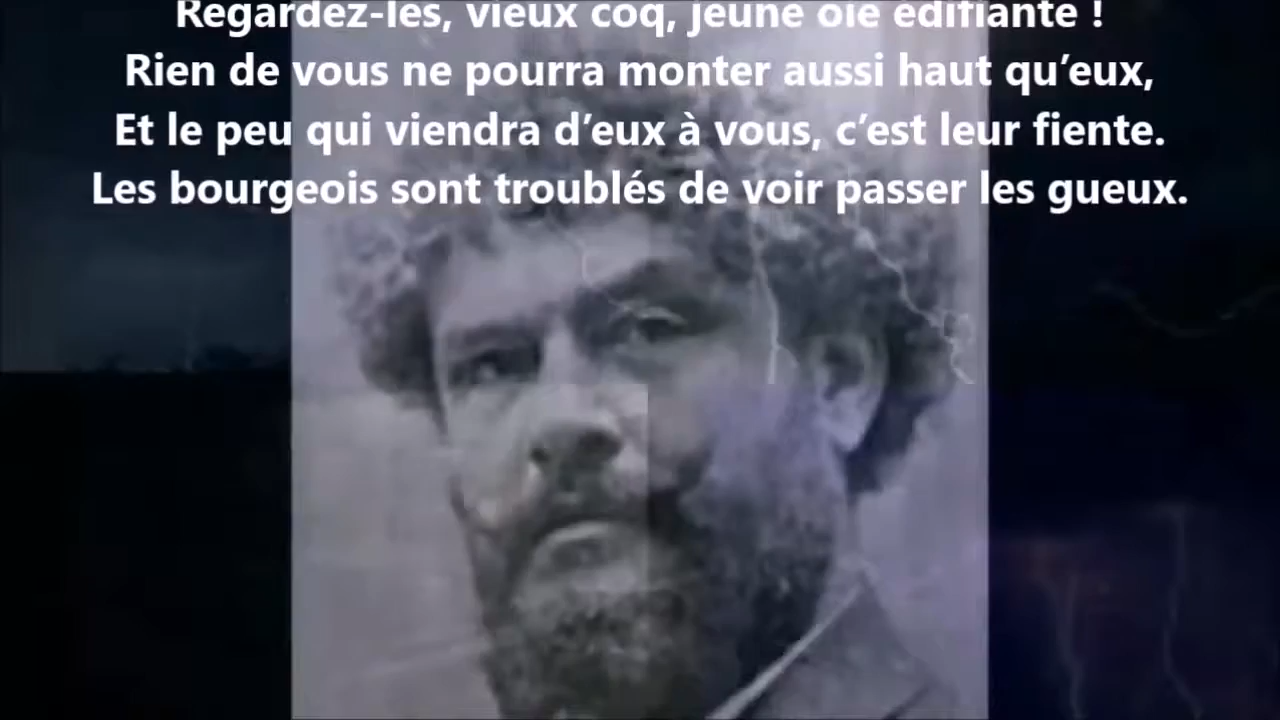 Regardez-les, vieux coq, jeune oie édifiante !
Rien de vous ne pourra monter aussi haut qu’eux,
Et le peu qui viendra d’eux à vous, c’est leur fiente.
Les bourgeois sont troublés de voir passer les gueux.